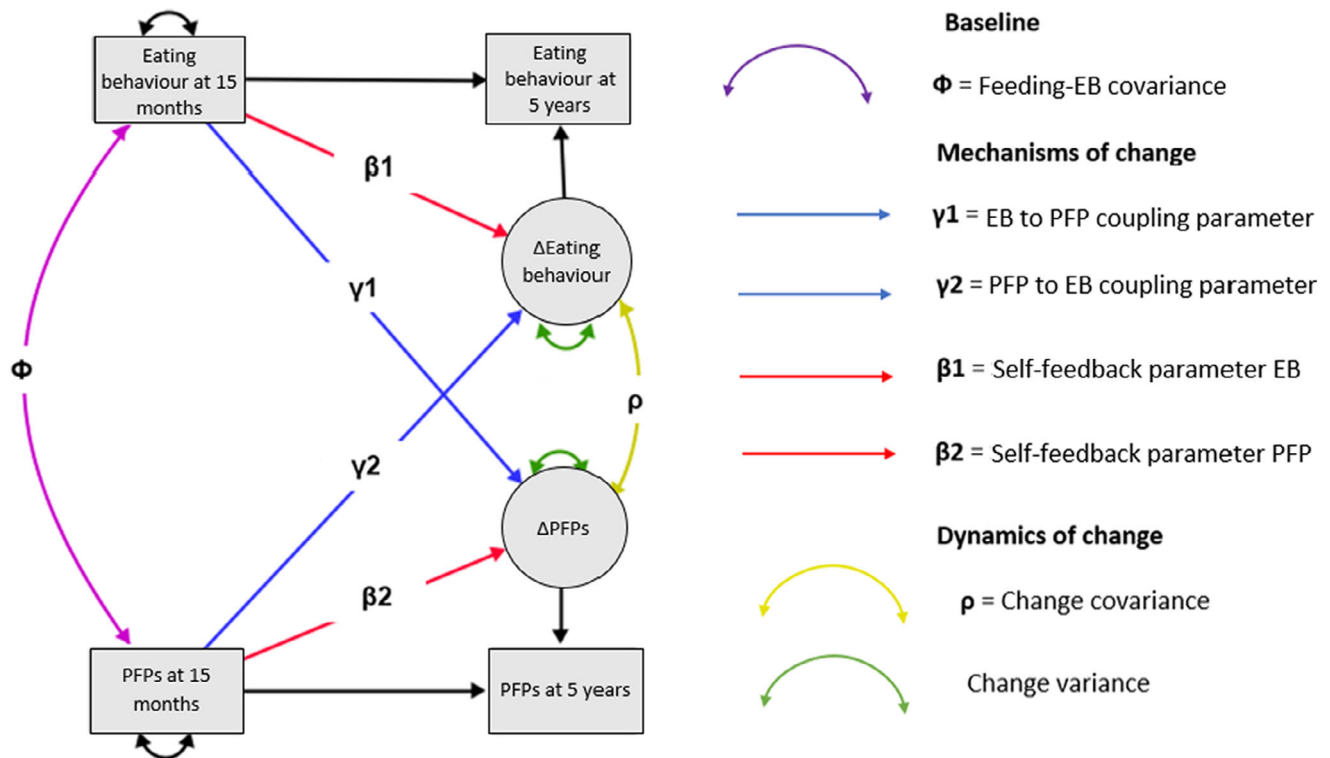 Eating
behaviour at 15
months
Eating
behaviour at
5 years
β1
ΔEating
behaviour
γ1
Φ
ρ
γ2
ΔPFPs
β2
PFPs at 15
months
PFPs at 5 years
Baseline
Φ = Feeding-EB covariance
Mechanisms of change
γ1 = EB to PFP coupling parameter
γ2 = PFP to EB coupling parameter
β1 = Self-feedback parameter EB
β2 = Self-feedback parameter PFP
Dynamics of change
ρ = Change covariance
Change variance